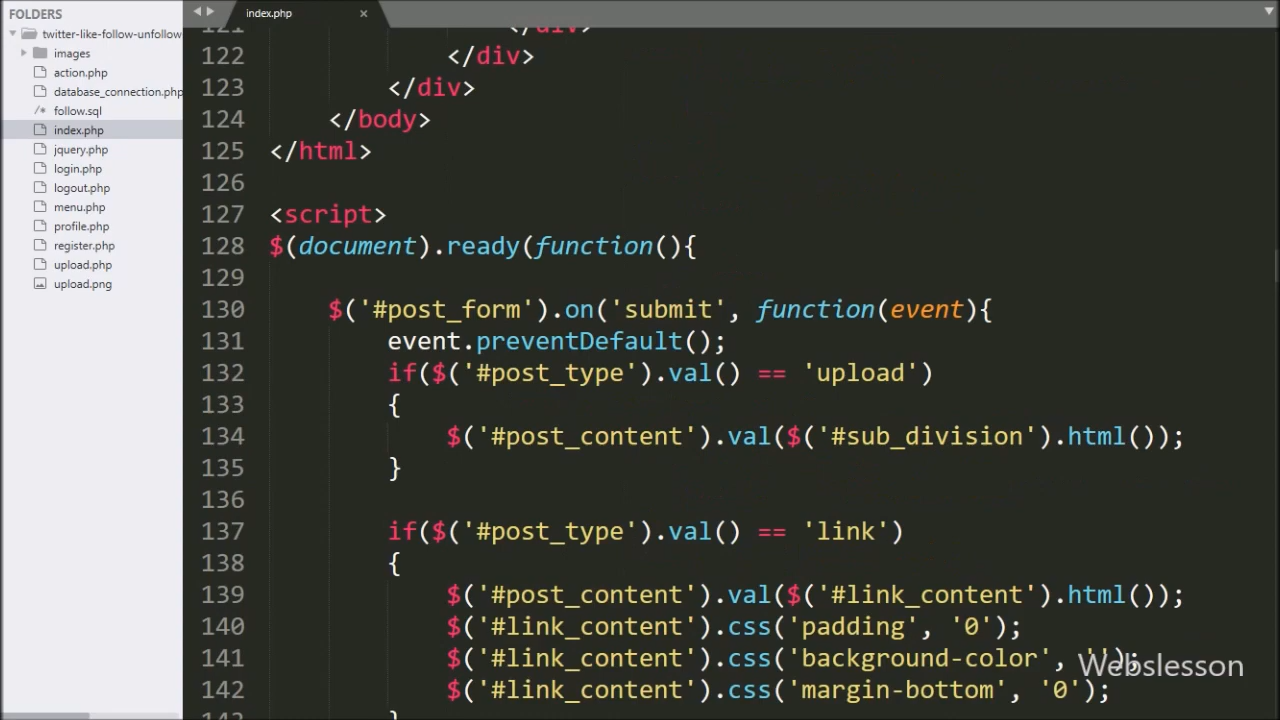 FOLDERS
twitter-like-follow-unfollow
images
action.php
database_connection.php
/* follow.sql
index.php
jquery.php
login.php
logout.php
menu.php
profile.php
register.php
upload.php
upload.png
index.php ×
121 </div>
122 </div>
123 </div>
124 </body>
125 </html>
126
127 <script>
128 $(document).ready(function(){
129
130 $('#post_form').on('submit', function(event){
131 event.preventDefault();
132 if($('#post_type').val() == 'upload')
133 {
134 $('#post_content').val($('#sub_division').html());
135 }
136
137 if($('#post_type').val() == 'link')
138 {
139 $('#post_content').val($('#link_content').html());
140 $('#link_content').css('padding', '0');
141 $('#link_content').css('background-color', '');
142 $('#link_content').css('margin-bottom', '0');
143 }
Webslesson